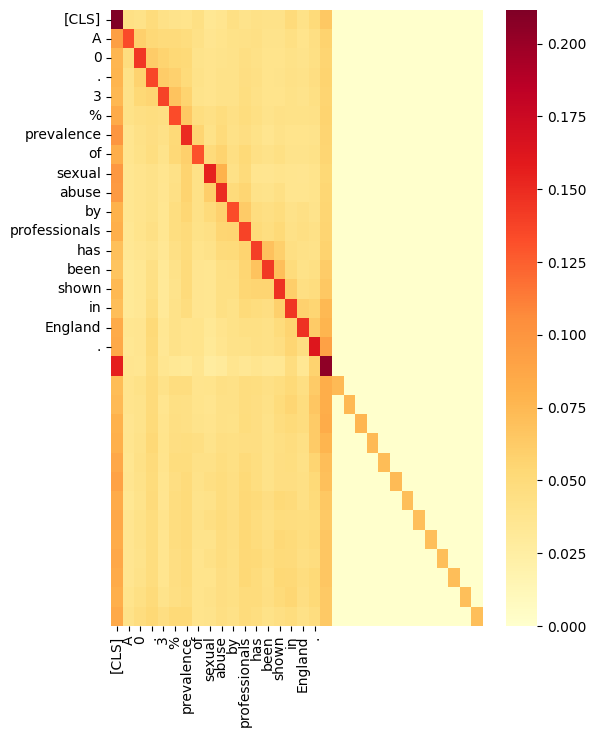 [CLS]
A
0
.
3
%
prevalence
of
sexual
abuse
by
professionals
has
been
shown
in
England
.
0.200
0.175
0.150
0.125
0.100
0.075
0.050
0.025
0.000
[CLS]
A
0
.
3
%
prevalence
of
sexual
abuse
by
professionals
has
been
shown
in
England
.